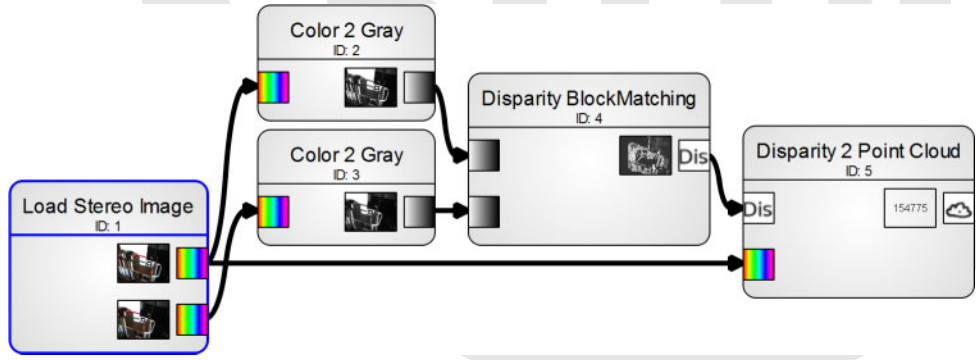 Color 2 Gray
ID: 2
Disparity BlockMatching
ID: 4
Dis
Color 2 Gray
ID: 3
Disparity 2 Point Cloud
ID: 5
Dis
154775
Load Stereo Image
ID: 1